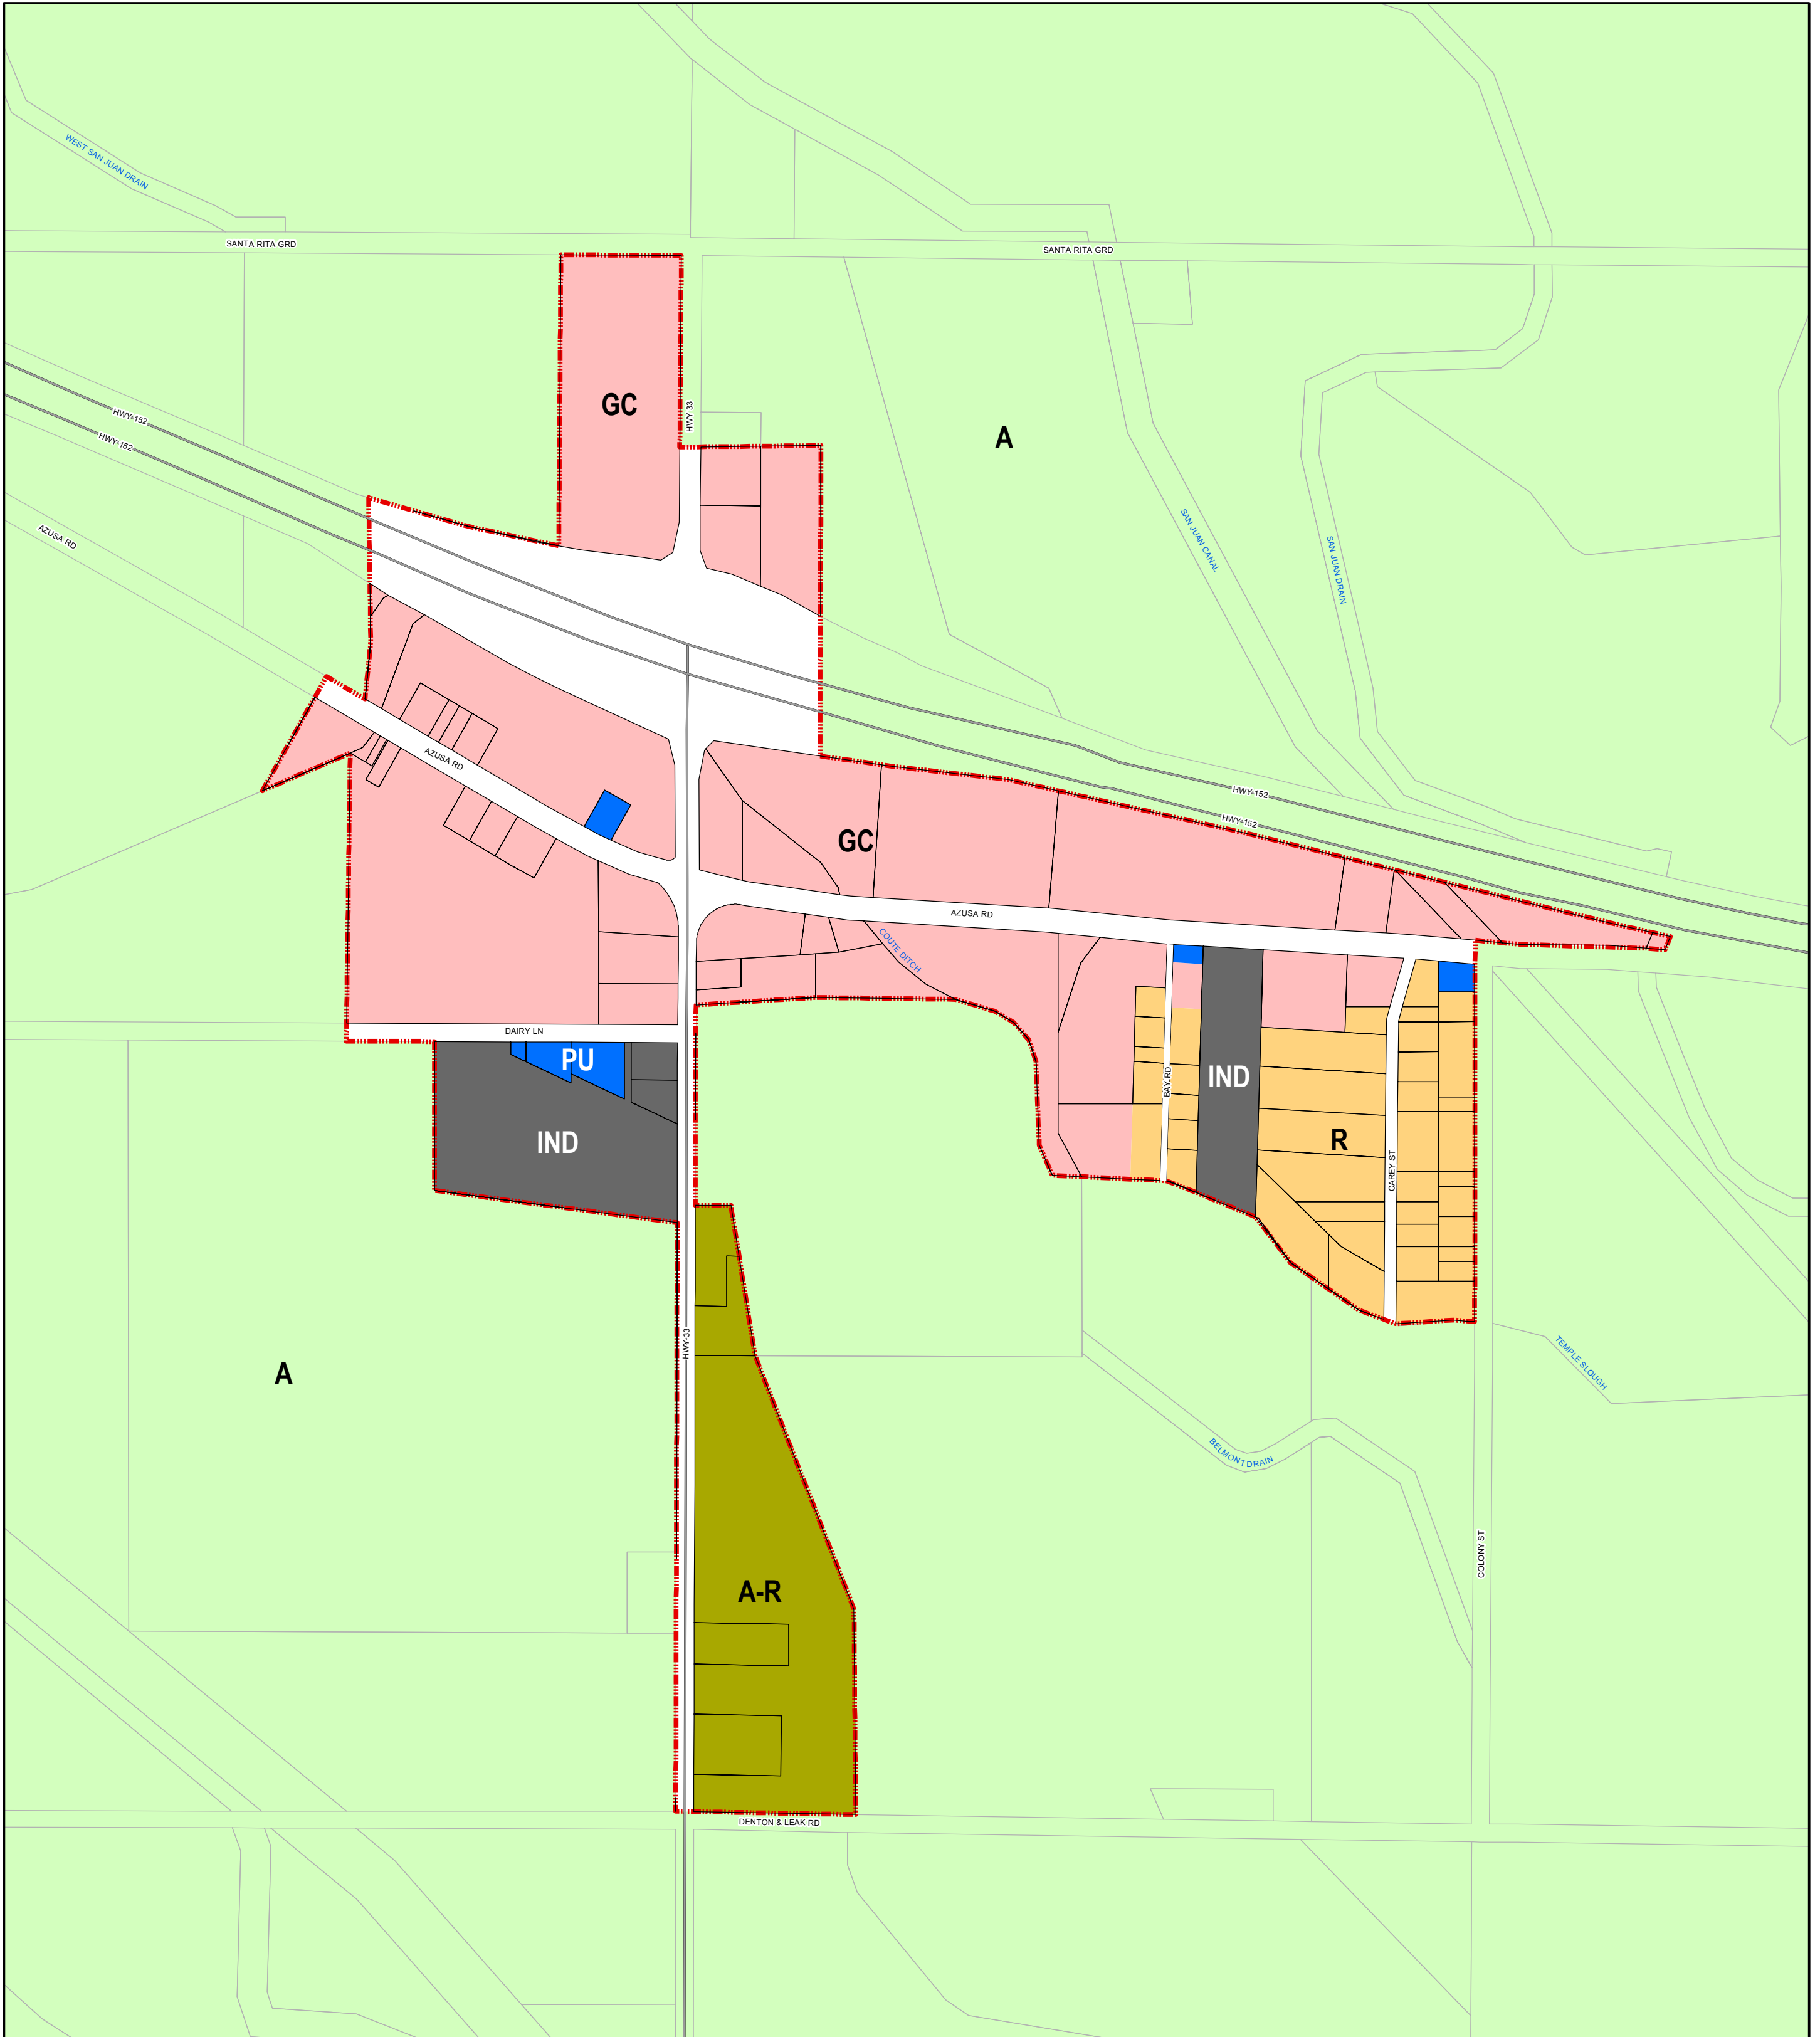 WEST SAN JUAN DRAIN
SANTA RITA GRD
SANTA RITA GRD
GC
HWY 33
A
HWY-152
HWY-152
AZUSA RD
SAN JUAN CANAL
SAN JUAN DRAIN
AZUSA RD
HWY-152
HWY-152
GC
AZUSA RD
COUTE DITCH
DAIRY LN
PU
BAY RD
IND
IND
R
CAREY ST
HWY-33
TEMPLE SLOUGH
A
BELMONT DRAIN
COLONY ST
A-R
DENTON & LEAK RD